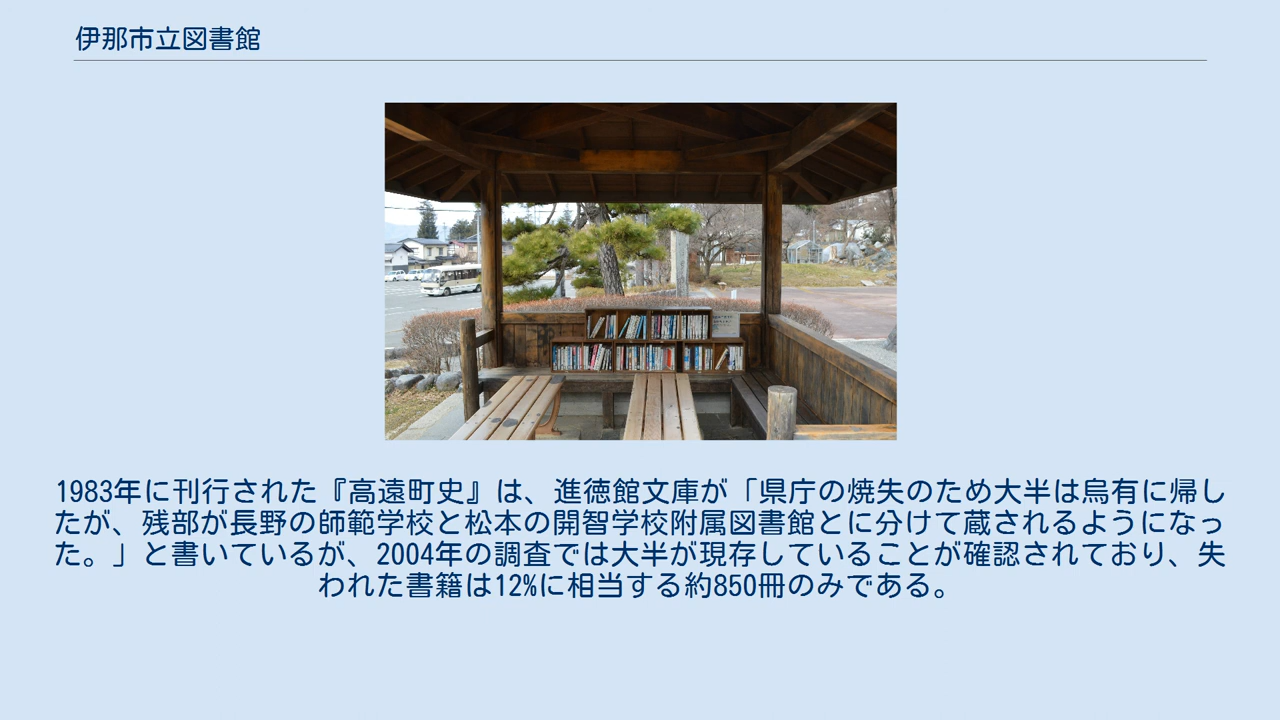 伊那市立図書館
1983年に刊行された『高遠町史』は、進徳館文庫が「県庁の焼失のため大半は烏有に帰し
たが、残部が長野の師範学校と松本の開智学校附属図書館とに分けて蔵されるようになっ
た。」と書いているが、2004年の調査では大半が現存していることが確認されており、失
われた書籍は12%に相当する約850冊のみである。